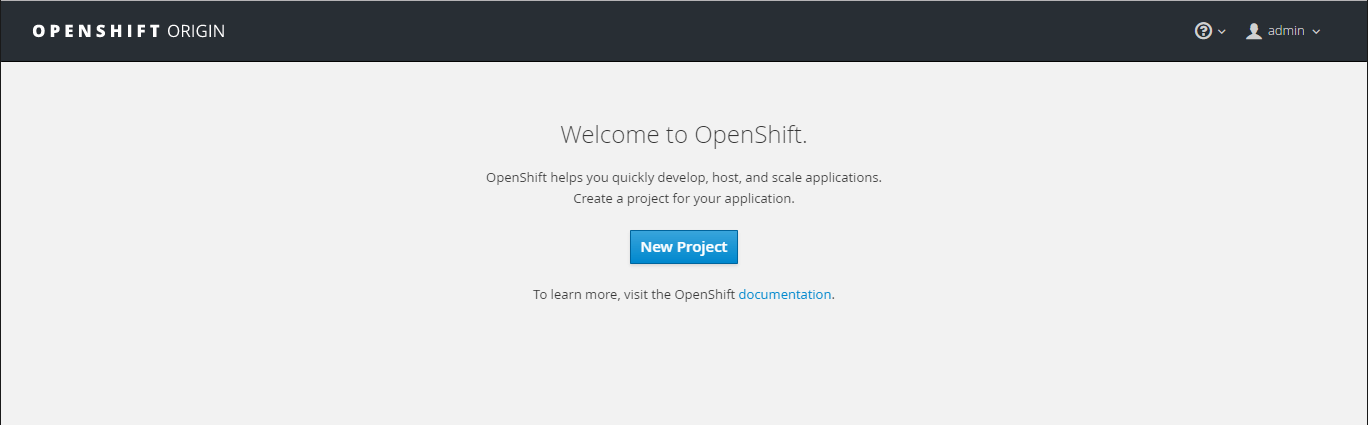 OPENSHIFT ORIGIN
admin
Welcome to OpenShift.
OpenShift helps you quickly develop, host, and scale applications.
Create a project for your application.
New Project
To learn more, visit the OpenShift documentation.